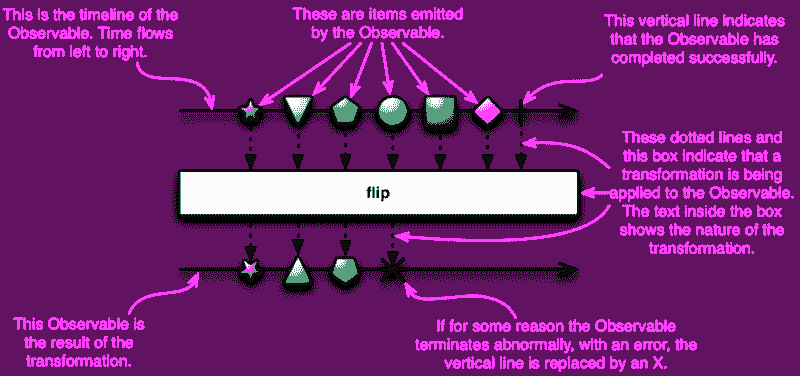 This is the timeline of the
Observable. Time flows
from left to right.
These are items emitted
by the Observable.
This vertical line indicates
that the Observable has
completed successfully.
These dotted lines and
this box indicate that a
transformation is being
applied to the Observable.
The text inside the box
shows the nature of the
transformation.
flip
This Observable is
the result of the
transformation.
If for some reason the Observable
terminates abnormally, with an error, the
vertical line is replaced by an X.